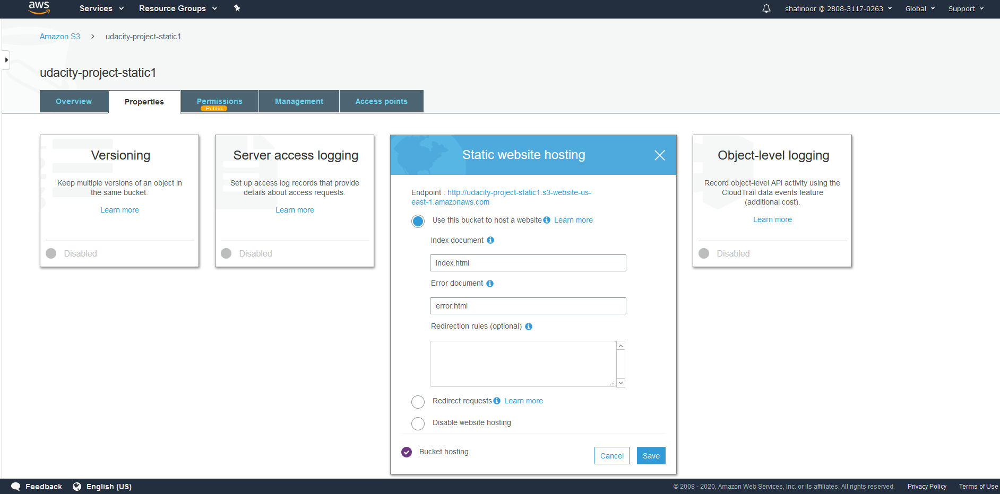 aws
Services
Resource Groups
shafinoor @ 2808-3117-0263
Global
Support
Amazon S3
udacity-project-static1
udacity-project-static1
Overview
Properties
Permissions
Public
Management
Access points
Versioning
Keep multiple versions of an object in
the same bucket.
Learn more
Disabled
Server access logging
Set up access log records that provide
details about access requests.
Learn more
Disabled
Static website hosting
Endpoint : http://udacity-project-static1.s3-website-us-
east-1.amazonaws.com
Use this bucket to host a website Learn more
Index document
index.html
Error document
error.html
Redirection rules (optional)
Redirect requests Learn more
Disable website hosting
Bucket hosting
Cancel
Save
Object-level logging
Record object-level API activity using the
CloudTrail data events feature
(additional cost).
Learn more
Disabled
Feedback
English (US)
© 2008 - 2020, Amazon Web Services, Inc. or its affiliates. All rights reserved.
Privacy Policy
Terms of Use